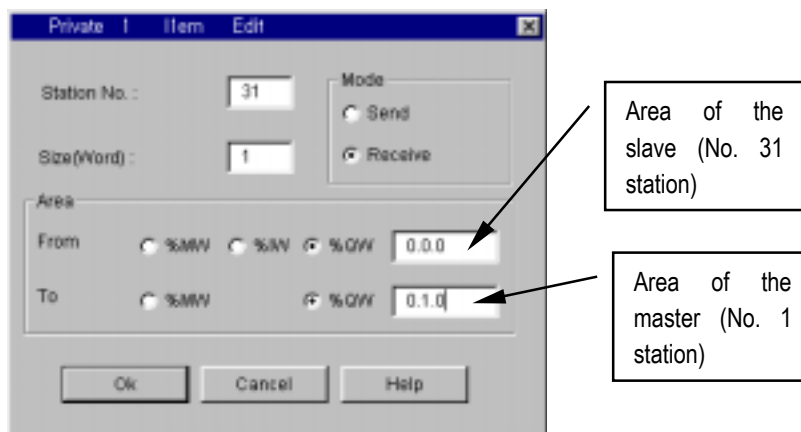 Private 1 Item Edit
Station No. : 31
Mode
Send
Size(Word) : 1
Receive
Area
From %MW %IW %QW 0.0.0
To %MW %QW 0.1.0
Ok Cancel Help
Area of the
slave (No. 31
station)
Area of the
master (No. 1
station)